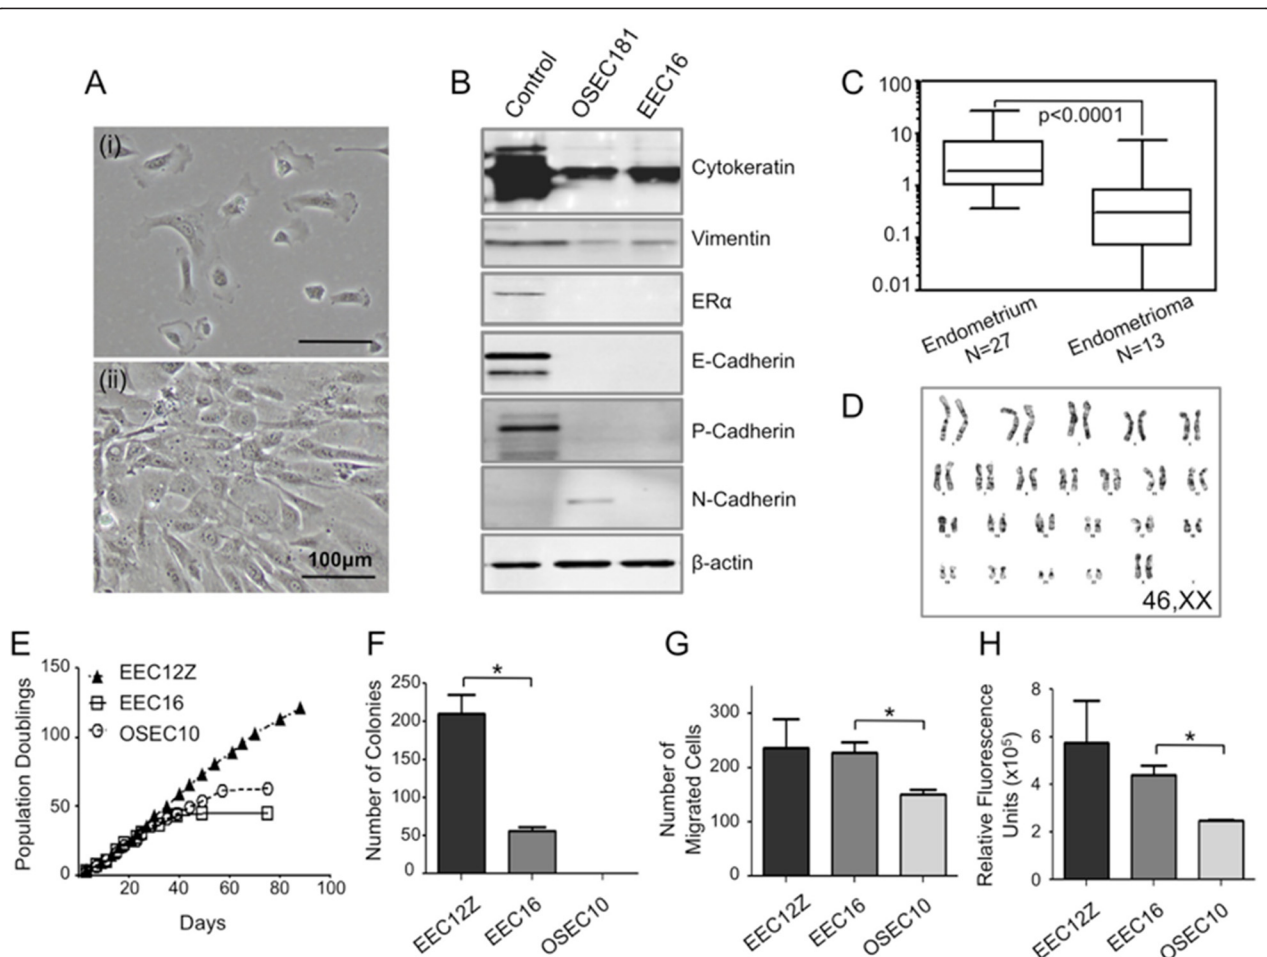 A
(i)
(ii)
100µm
B
Control
OSEC181
EEC16
Cytokeratin
Vimentin
ERα
E-Cadherin
P-Cadherin
N-Cadherin
β-actin
C
100
10
1
0.1
0.01
p<0.0001
Endometrium
N=27
Endometrioma
N=13
D
46,XX
E
Population Doublings
150
100
50
0
EEC12Z
EEC16
OSEC10
20
40
60
80
100
Days
F
Number of Colonies
250
200
150
100
50
0
*
EEC12Z
EEC16
OSEC10
G
Number of
Migrated Cells
300
200
100
0
*
EEC12Z
EEC16
OSEC10
H
Relative Fluorescence
Units (x10⁵)
8
6
4
2
0
*
EEC12Z
EEC16
OSEC10